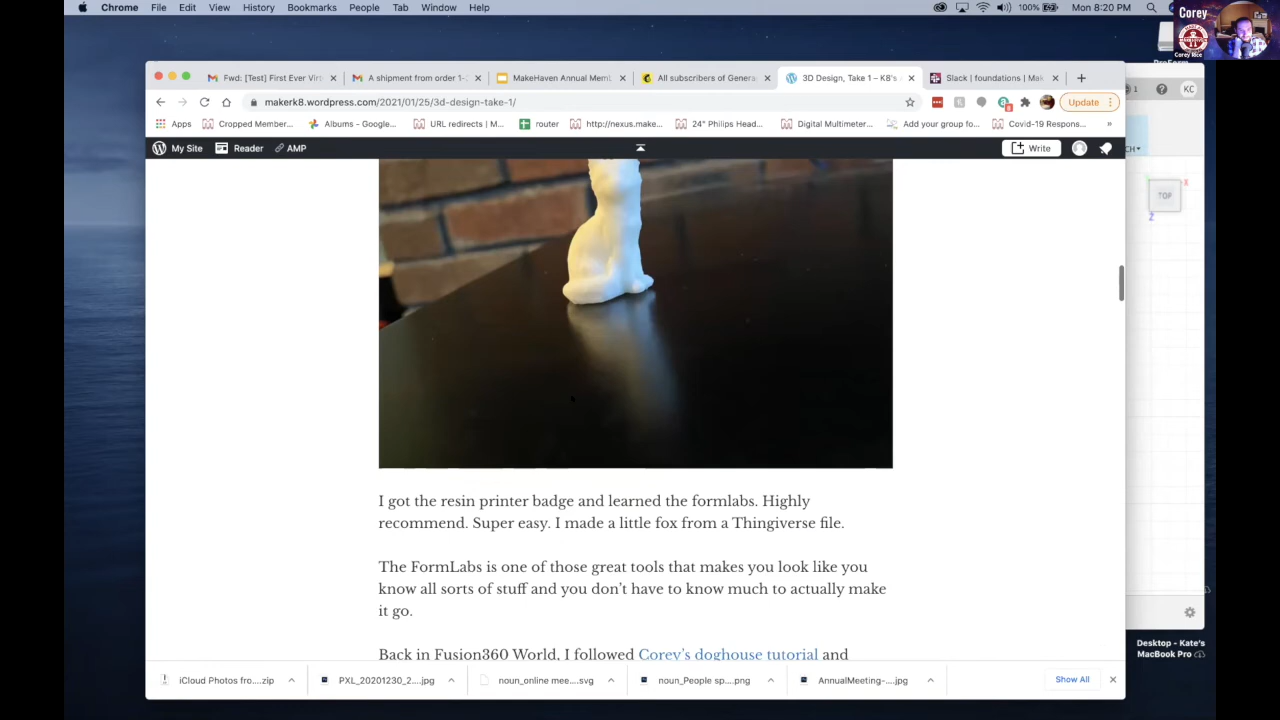 Chrome File Edit View History Bookmarks People Tab Window Help
100%
Mon 8:20 PM
Corey
Corey Rice
Fwd: [Test] First Ever Virt
A shipment from order 1-
MakeHaven Annual Memb
All subscribers of Genera
3D Design, Take 1 – K8's
Slack | foundations | Mak
1
KC
makerk8.wordpress.com/2021/01/25/3d-design-take-1/
Update
Apps
Cropped Member...
Albums - Google...
URL redirects | M...
router
http://nexus.make...
24" Philips Head...
Digital Multimeter...
Add your group fo...
Covid-19 Respons...
»
My Site
Reader
AMP
Write
CH
TOP
X
Z
I got the resin printer badge and learned the formlabs. Highly
recommend. Super easy. I made a little fox from a Thingiverse file.
The FormLabs is one of those great tools that makes you look like you
know all sorts of stuff and you don't have to know much to actually make
it go.
Back in Fusion360 World, I followed Corey's doghouse tutorial and
Desktop - Kate's
MacBook Pro
iCloud Photos fro....zip
PXL_20201230_2....jpg
noun_online mee....svg
noun_People sp....png
AnnualMeeting-....jpg
Show All